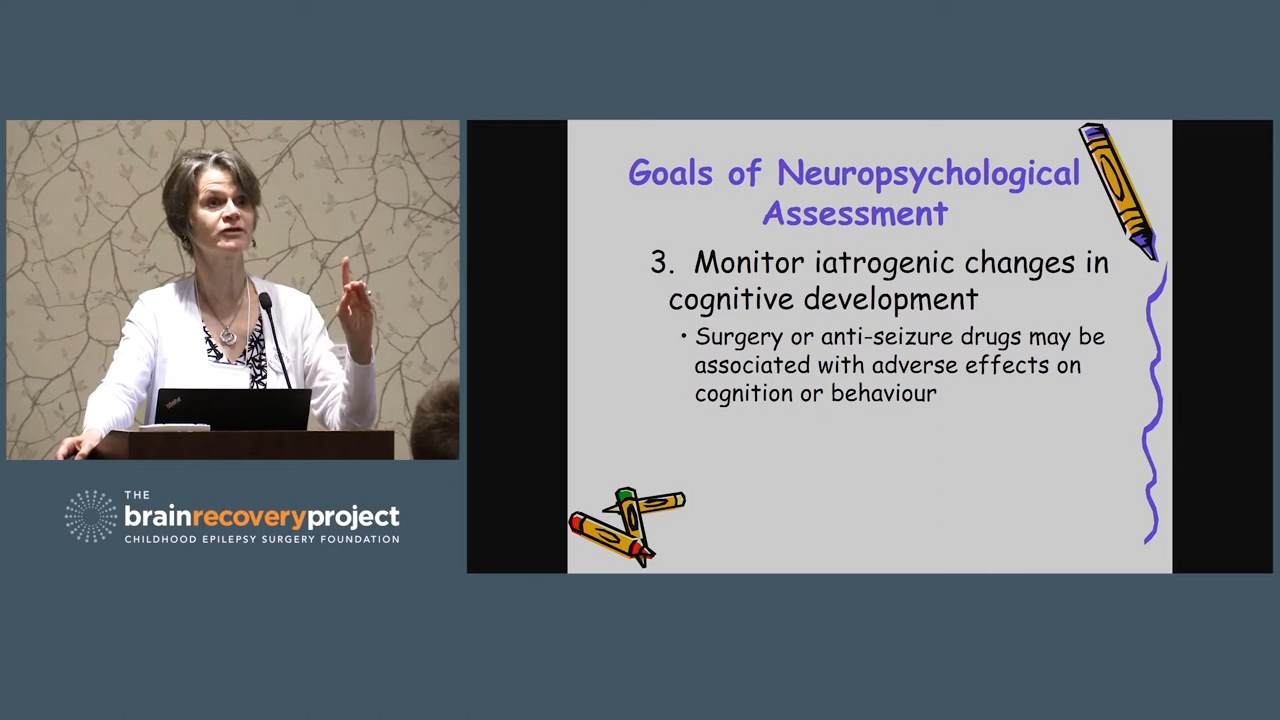 Goals of Neuropsychological
Assessment
3. Monitor iatrogenic changes in
cognitive development
• Surgery or anti-seizure drugs may be
associated with adverse effects on
cognition or behaviour
ThinkPad
THE
brainrecoveryproject
CHILDHOOD EPILEPSY SURGERY FOUNDATION